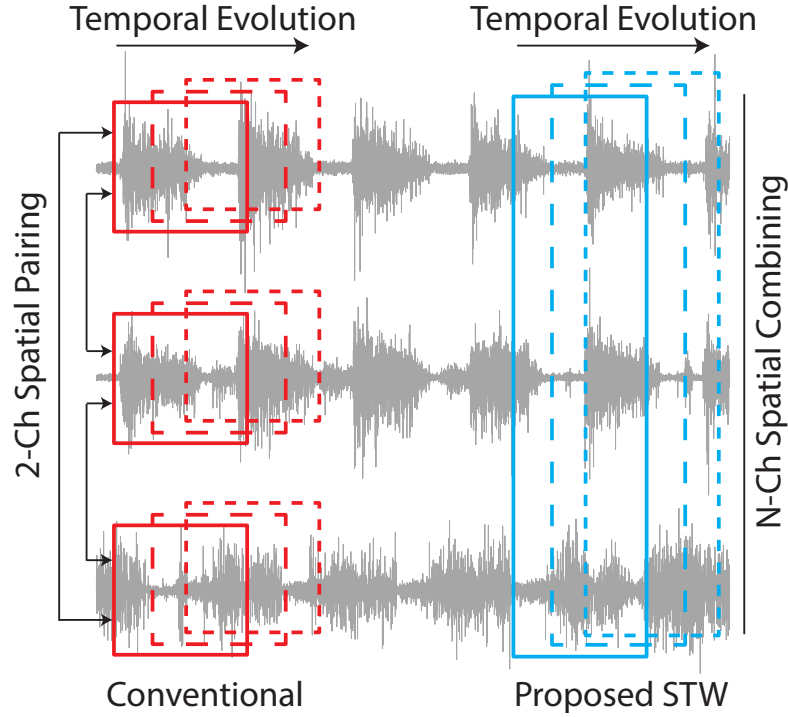 Temporal Evolution
Temporal Evolution
2-Ch Spatial Pairing
N-Ch Spatial Combining
Conventional
Proposed STW